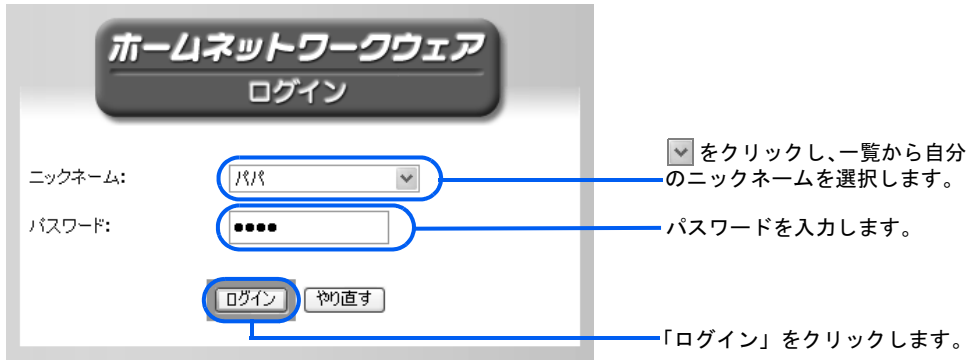 ホームネットワークウェア
ログイン
ニックネーム:
パパ
をクリックし、一覧から自分
のニックネームを選択します。
パスワード:
●●●●
パスワードを入力します。
ログイン
やり直す
「ログイン」をクリックします。